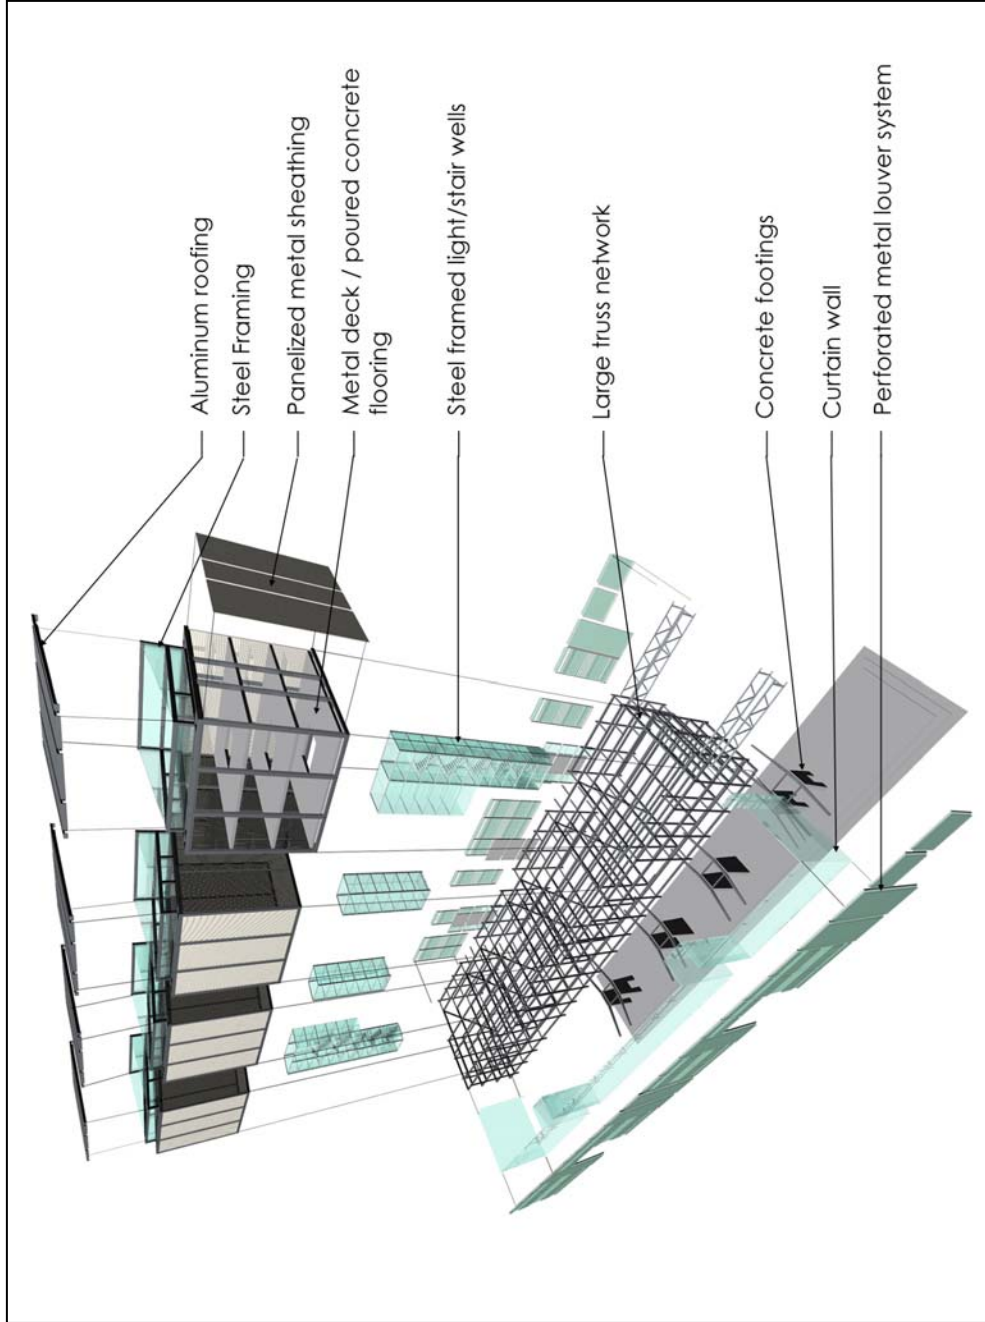 Aluminum roofing
Steel Framing
Panelized metal sheathing
Metal deck / poured concrete
flooring
Steel framed light/stair wells
Large truss network
Concrete footings
Curtain wall
Perforated metal louver system